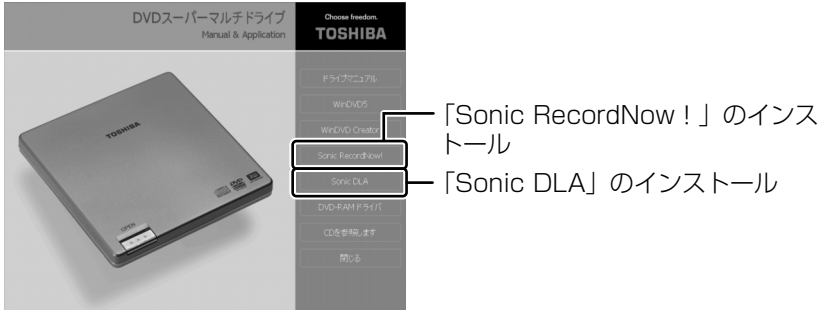 DVDスーパーマルチドライブ
Manual & Application
Choose freedom.
TOSHIBA
ドライブマニュアル
WinDVD5
WinDVD Creator
Sonic RecordNow!
Sonic DLA
DVD-RAM ドライバ
CDを参照します
閉じる
TOSHIBA
OPEN
「Sonic RecordNow!」のインス
トール
「Sonic DLA」のインストール